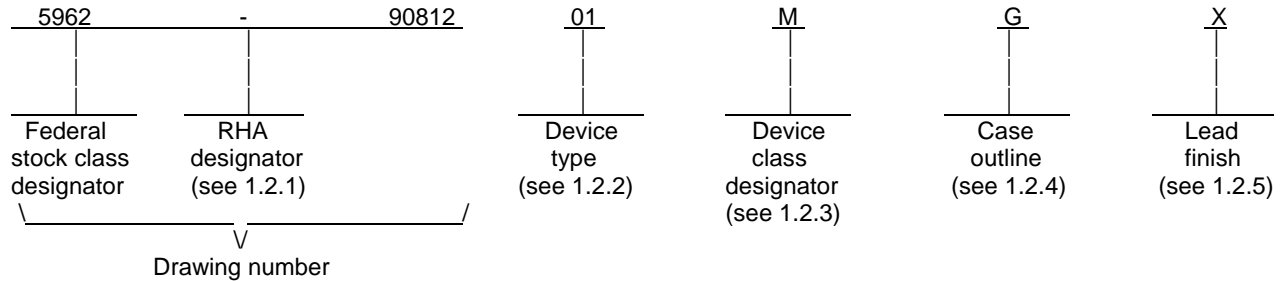 5962 - 90812 01 M G X
Federal stock class designator
RHA designator (see 1.2.1)
Device type (see 1.2.2)
Device class designator (see 1.2.3)
Case outline (see 1.2.4)
Lead finish (see 1.2.5)
Drawing number